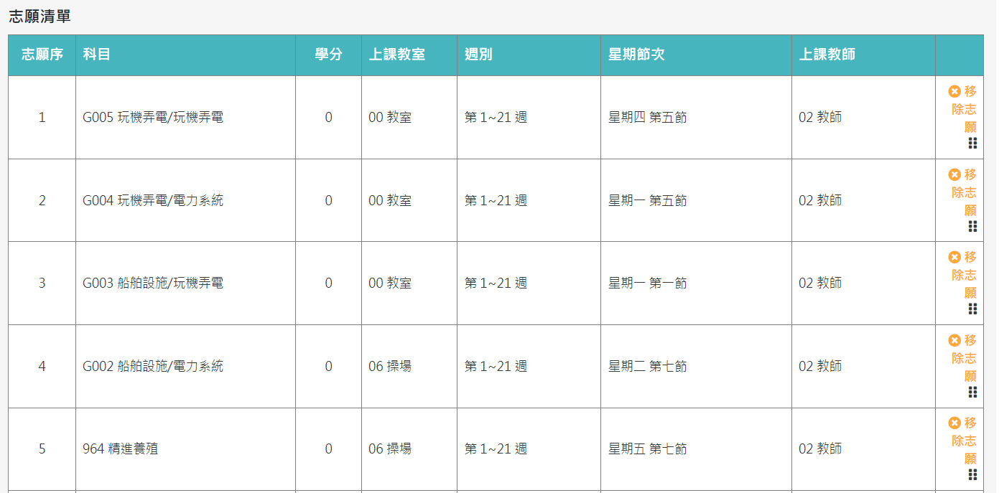 志願清單
志願序 科目 學分 上課教室 週別 星期節次 上課教師
1 G005 玩機弄電/玩機弄電 0 00 教室 第 1~21 週 星期四 第五節 02 教師 移除志願
2 G004 玩機弄電/電力系統 0 00 教室 第 1~21 週 星期一 第五節 02 教師 移除志願
3 G003 船舶設施/玩機弄電 0 00 教室 第 1~21 週 星期一 第一節 02 教師 移除志願
4 G002 船舶設施/電力系統 0 06 操場 第 1~21 週 星期二 第七節 02 教師 移除志願
5 964 精進養殖 0 06 操場 第 1~21 週 星期五 第七節 02 教師 移除志願